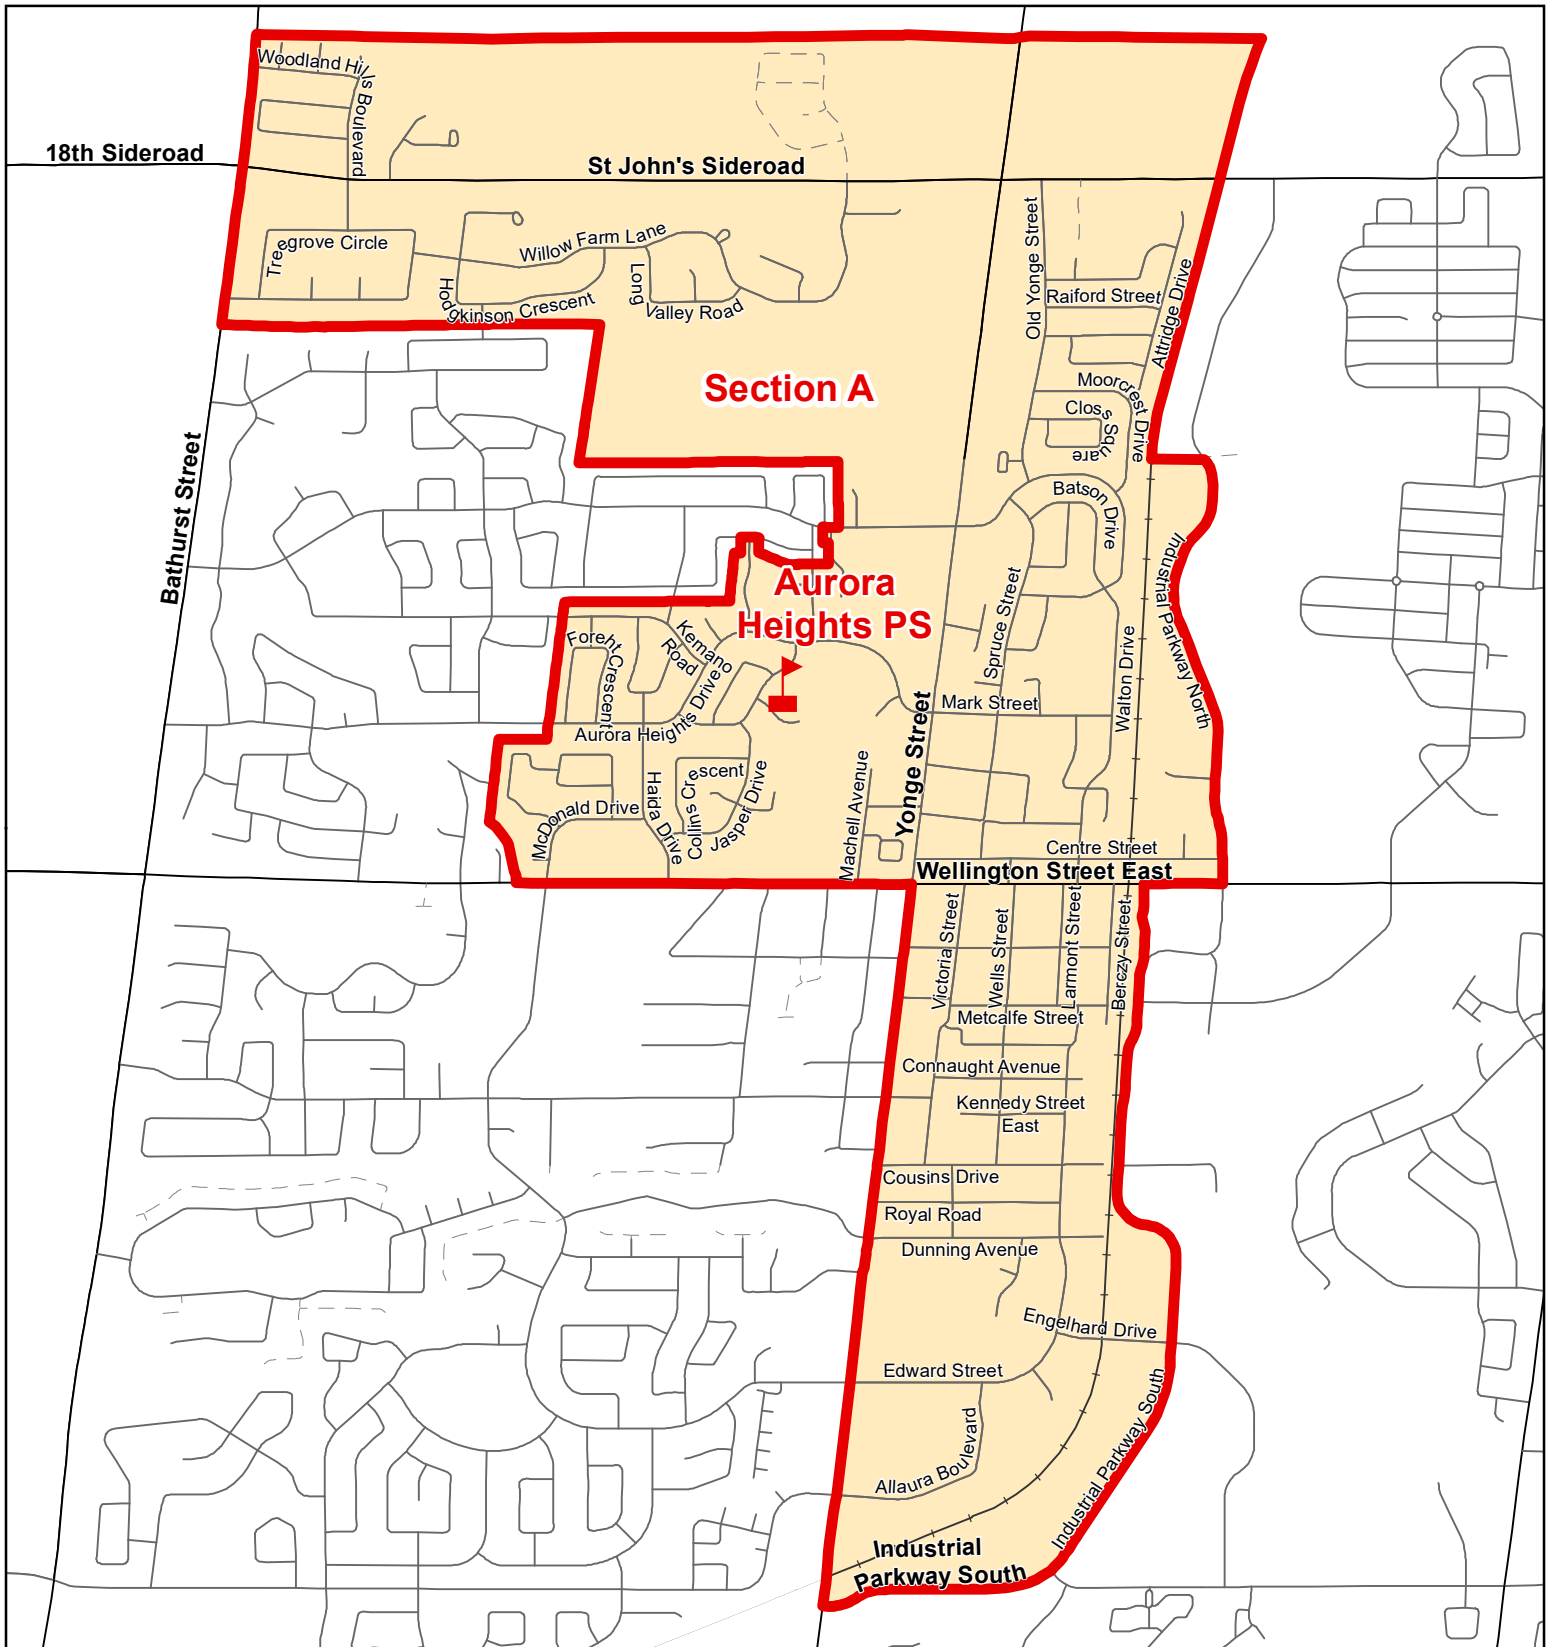 Woodland Hills Boulevard
18th Sideroad
St John's Sideroad
Treegrove Circle
Willow Farm Lane
Long Valley Road
Hodgkinson Crescent
Old Yonge Street
Raiford Street
Attridge Drive
Section A
Moorcrest Drive
Closs Square
Bathurst Street
Batson Drive
Industrial Parkway North
Aurora
Heights PS
Spruce Street
Foreht Crescent
Kemano
Road
Walton Drive
Mark Street
Aurora Heights Drive
Yonge Street
Collins Crescent
Haida Drive
Jasper Drive
McDonald Drive
Machell Avenue
Centre Street
Wellington Street East
Victoria Street
Wells Street
Larmont Street
Berczy Street
Metcalfe Street
Connaught Avenue
Kennedy Street
East
Cousins Drive
Royal Road
Dunning Avenue
Engelhard Drive
Edward Street
Allaura Boulevard
Industrial Parkway South
Industrial
Parkway South